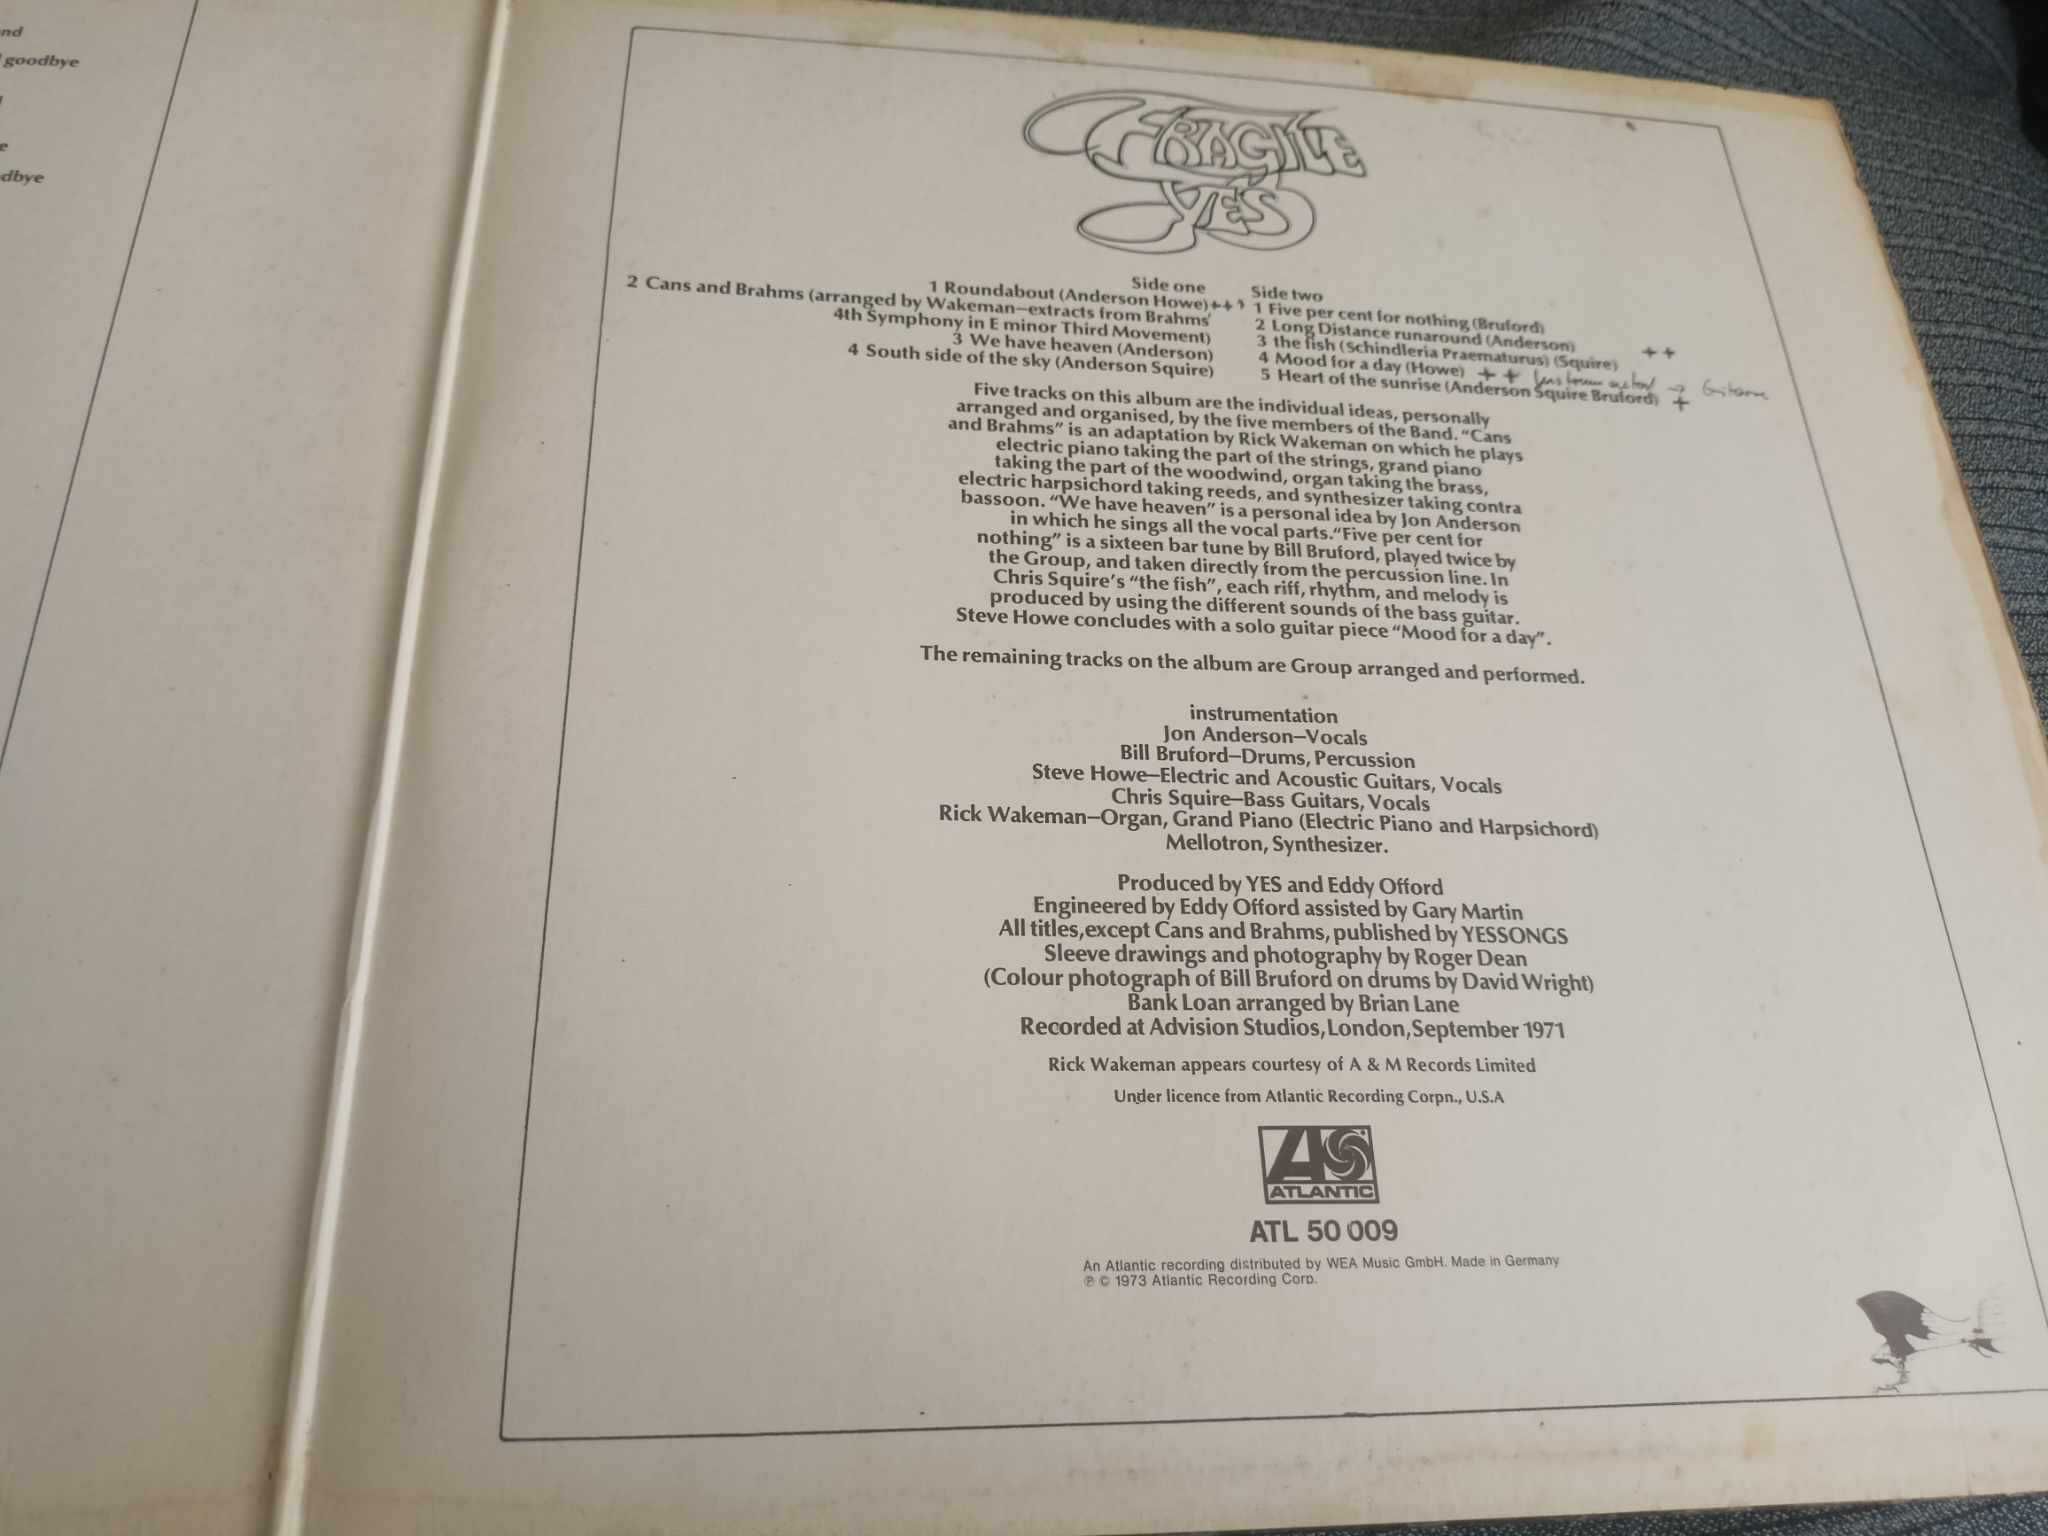 nd
goodbye
e
dbye
FRAGILE
YES
Side one
1 Roundabout (Anderson Howe) ++
2 Cans and Brahms (arranged by Wakeman—extracts from Brahms'
4th Symphony in E minor Third Movement)
3 We have heaven (Anderson)
4 South side of the sky (Anderson Squire)
Side two
1 Five per cent for nothing (Bruford)
2 Long Distance runaround (Anderson) ++
3 the fish (Schindleria Praematurus) (Squire)
4 Mood for a day (Howe) ++ → Gitarre
5 Heart of the sunrise (Anderson Squire Bruford) +
Five tracks on this album are the individual ideas, personally
arranged and organised, by the five members of the Band. “Cans
and Brahms” is an adaptation by Rick Wakeman on which he plays
electric piano taking the part of the strings, grand piano
taking the part of the woodwind, organ taking the brass,
electric harpsichord taking reeds, and synthesizer taking contra
bassoon. “We have heaven” is a personal idea by Jon Anderson
in which he sings all the vocal parts.“Five per cent for
nothing” is a sixteen bar tune by Bill Bruford, played twice by
the Group, and taken directly from the percussion line. In
Chris Squire's “the fish”, each riff, rhythm, and melody is
produced by using the different sounds of the bass guitar.
Steve Howe concludes with a solo guitar piece “Mood for a day”.
The remaining tracks on the album are Group arranged and performed.
instrumentation
Jon Anderson—Vocals
Bill Bruford—Drums, Percussion
Steve Howe—Electric and Acoustic Guitars, Vocals
Chris Squire—Bass Guitars, Vocals
Rick Wakeman—Organ, Grand Piano (Electric Piano and Harpsichord)
Mellotron, Synthesizer.
Produced by YES and Eddy Offord
Engineered by Eddy Offord assisted by Gary Martin
All titles,except Cans and Brahms, published by YESSONGS
Sleeve drawings and photography by Roger Dean
(Colour photograph of Bill Bruford on drums by David Wright)
Bank Loan arranged by Brian Lane
Recorded at Advision Studios, London, September 1971
Rick Wakeman appears courtesy of A & M Records Limited
Under licence from Atlantic Recording Corpn., U.S.A
ATLANTIC
ATL 50 009
An Atlantic recording distributed by WEA Music GmbH. Made in Germany
℗ © 1973 Atlantic Recording Corp.